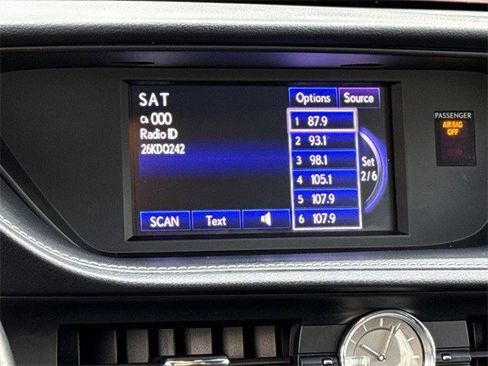 SAT
Ch 000
Radio ID
26KDQ242
Options Source
1 87.9
2 93.1
3 98.1
4 105.1
5 107.9
6 107.9
Set
2/6
SCAN Text
PASSENGER
AIR BAG
OFF